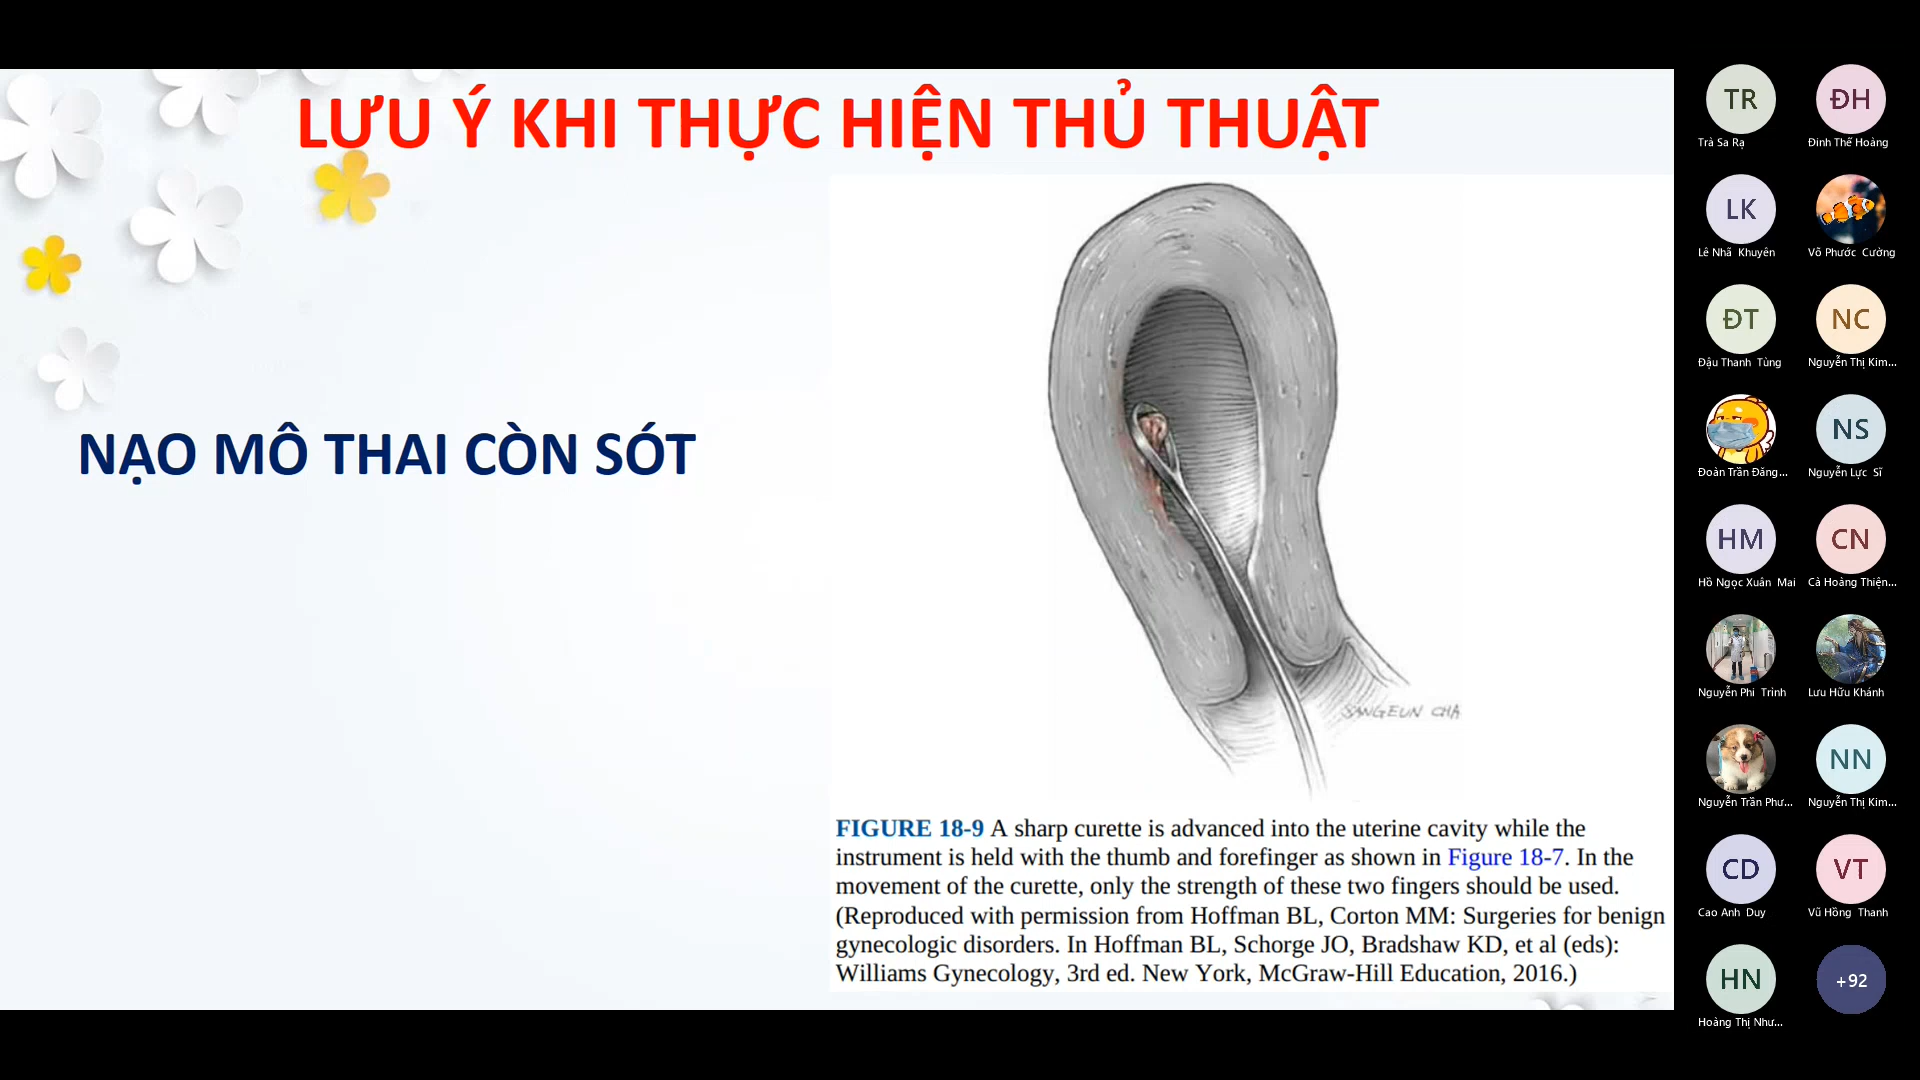 LƯU Ý KHI THỰC HIỆN THỦ THUẬT
NẠO MÔ THAI CÒN SÓT
SANGEUN CHA
FIGURE 18-9 A sharp curette is advanced into the uterine cavity while the
instrument is held with the thumb and forefinger as shown in Figure 18-7. In the
movement of the curette, only the strength of these two fingers should be used.
(Reproduced with permission from Hoffman BL, Corton MM: Surgeries for benign
gynecologic disorders. In Hoffman BL, Schorge JO, Bradshaw KD, et al (eds):
Williams Gynecology, 3rd ed. New York, McGraw-Hill Education, 2016.)
TR
Trà Sa Rạ
ĐH
Đinh Thế Hoàng
LK
Lê Nhã Khuyên
Võ Phước Cường
ĐT
Đậu Thanh Tùng
NC
Nguyễn Thị Kim...
Đoàn Trần Đăng...
NS
Nguyễn Lực Sĩ
HM
Hồ Ngọc Xuân Mai
CN
Cà Hoàng Thiện...
Nguyễn Phi Trinh
Lưu Hữu Khánh
Nguyễn Trần Phư...
NN
Nguyễn Thị Kim...
CD
Cao Anh Duy
VT
Vũ Hồng Thanh
HN
Hoàng Thị Như...
+92